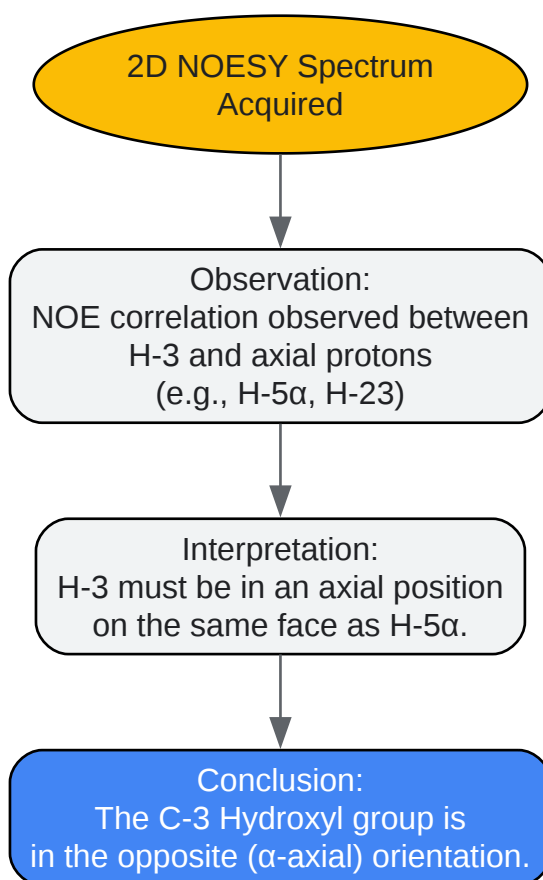 2D NOESY Spectrum
Acquired
Observation:
NOE correlation observed between
H-3 and axial protons
(e.g., H-5α, H-23)
Interpretation:
H-3 must be in an axial position
on the same face as H-5α.
Conclusion:
The C-3 Hydroxyl group is
in the opposite (α-axial) orientation.